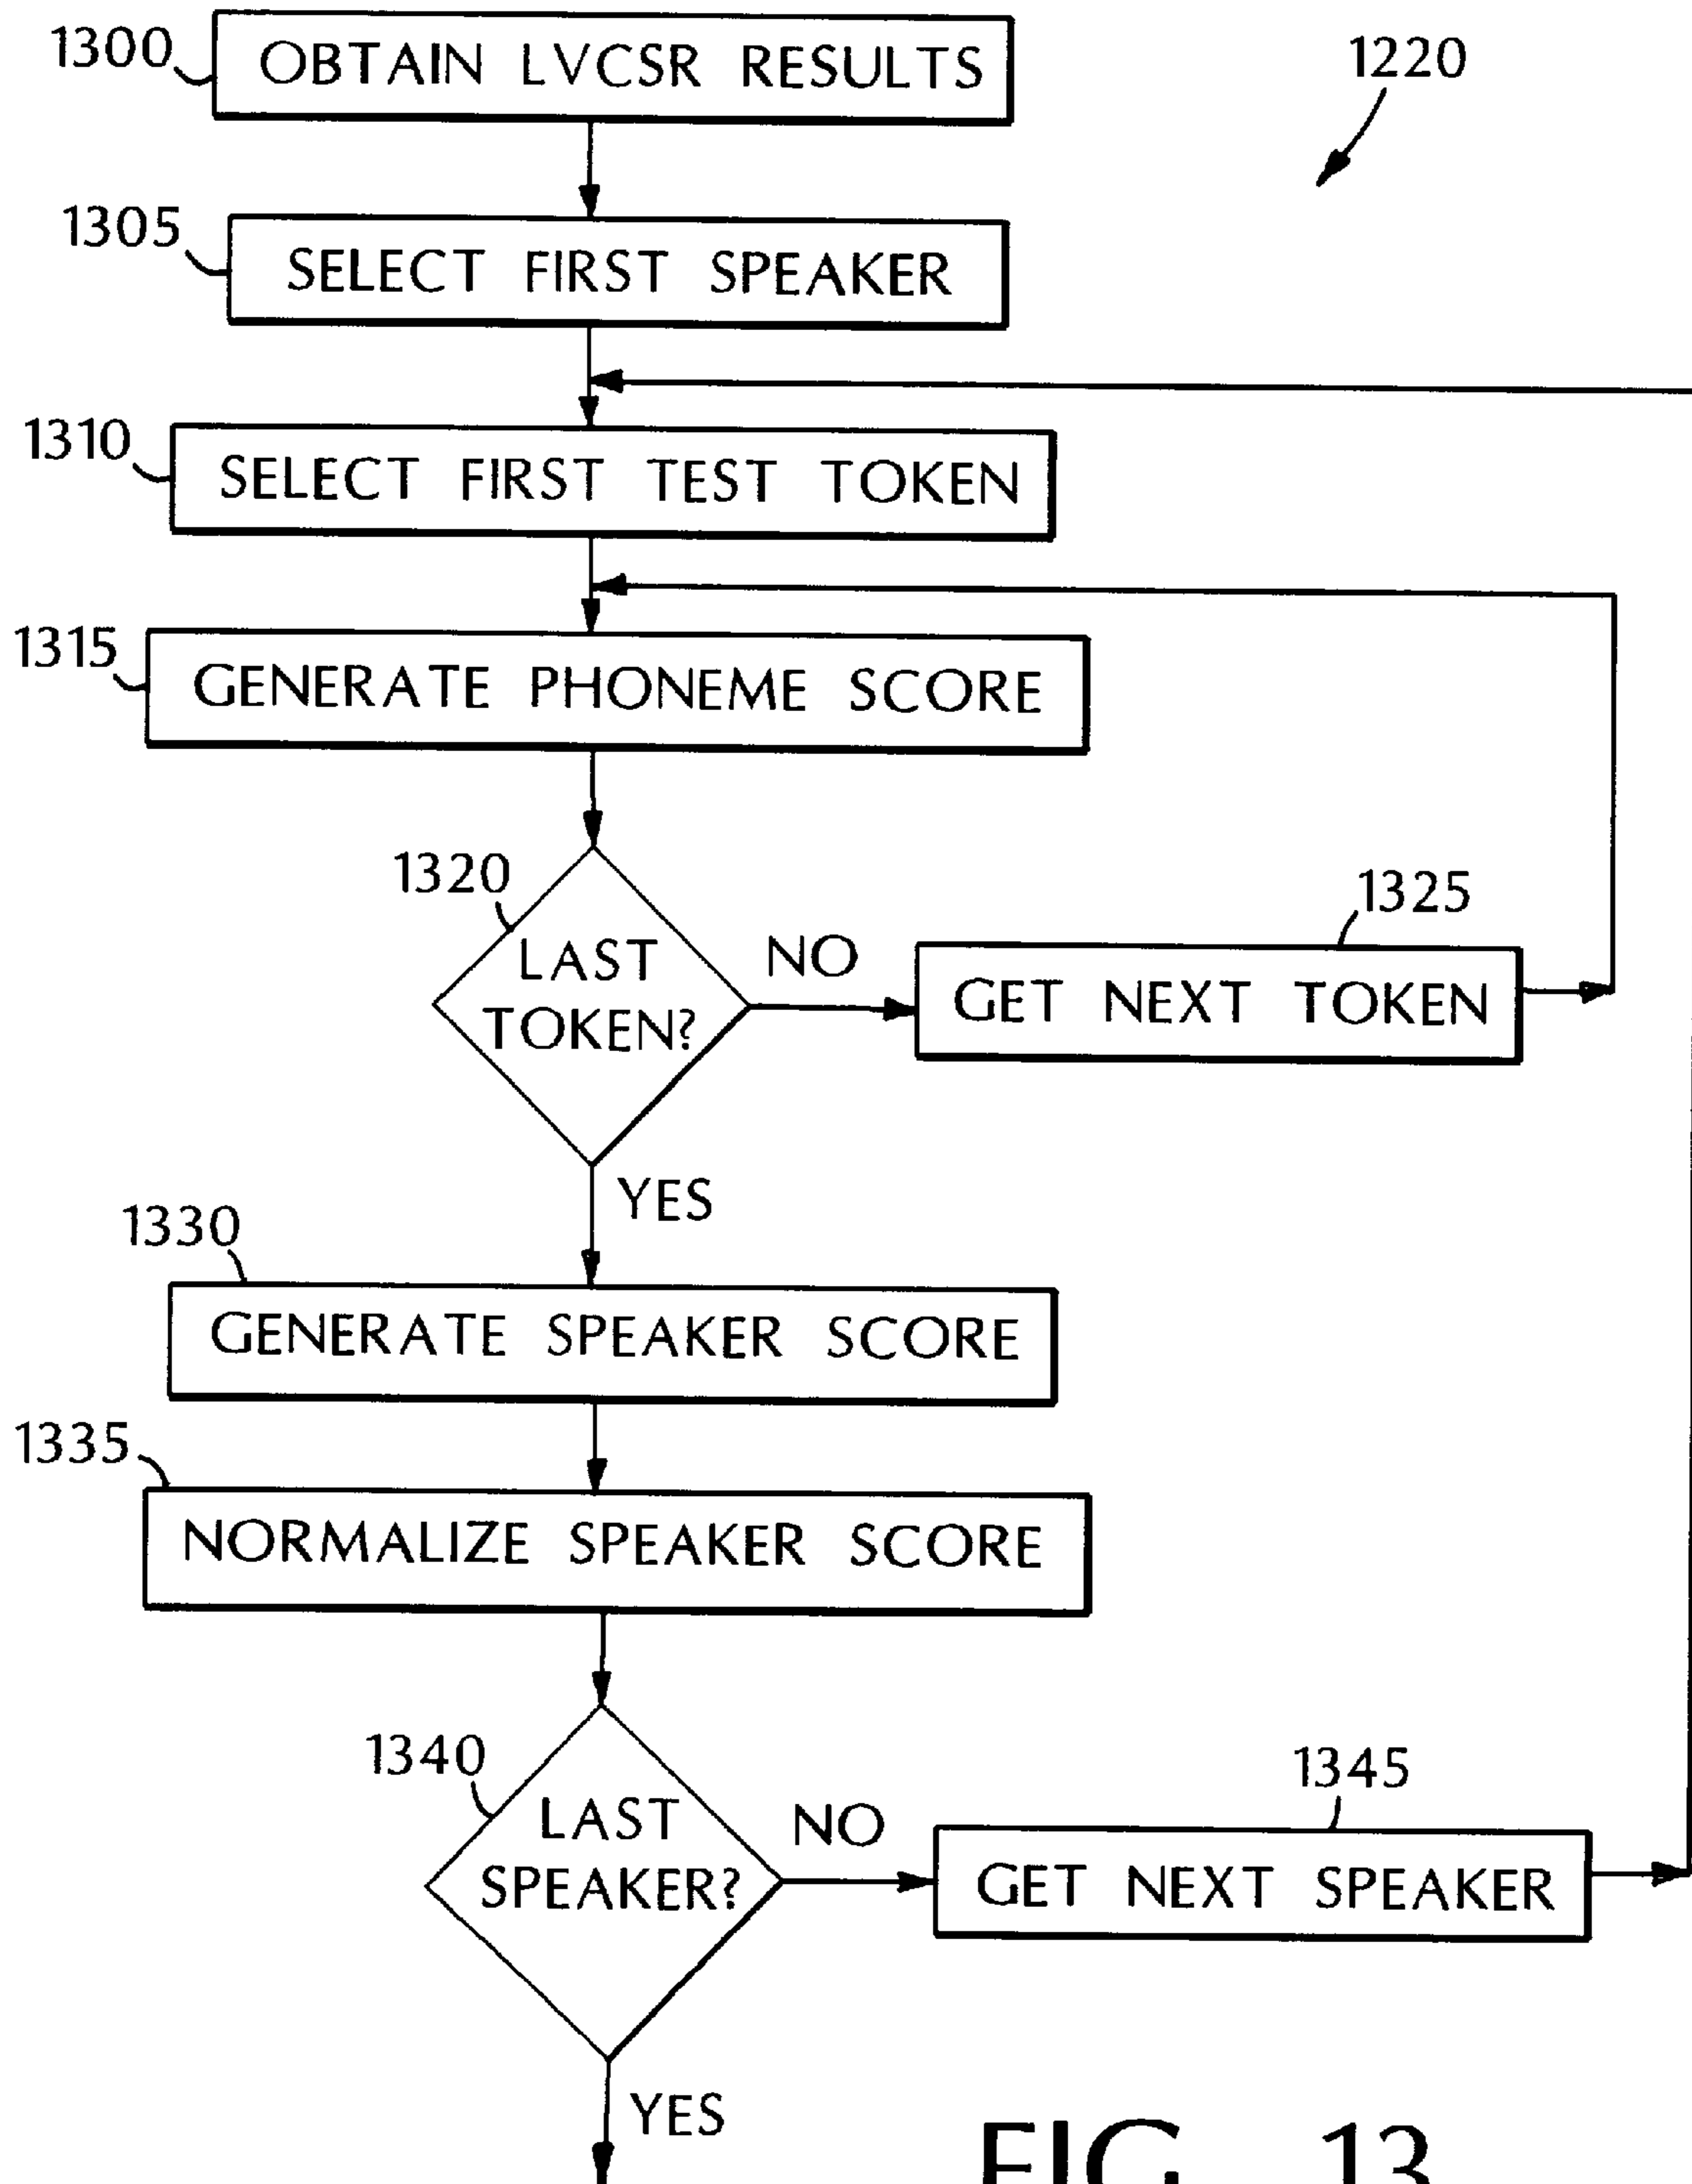 1300
OBTAIN LVCSR RESULTS
1220
1305
SELECT FIRST SPEAKER
1310
SELECT FIRST TEST TOKEN
1315
GENERATE PHONEME SCORE
1320
LAST
TOKEN?
NO
1325
GET NEXT TOKEN
YES
1330
GENERATE SPEAKER SCORE
1335
NORMALIZE SPEAKER SCORE
1340
LAST
SPEAKER?
NO
1345
GET NEXT SPEAKER
YES
FIG. 13